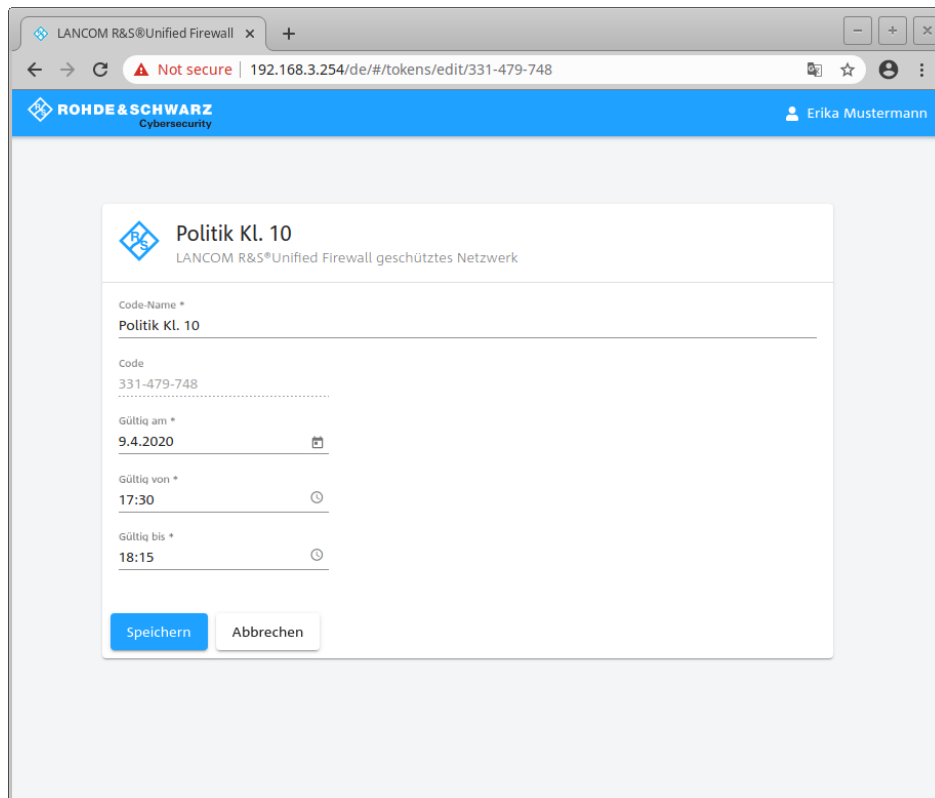 LANCOM R&S®Unified Firewall
Not secure | 192.168.3.254/de/#/tokens/edit/331-479-748
R S ROHDE&SCHWARZ
Cybersecurity
Erika Mustermann
R S
Politik Kl. 10
LANCOM R&S®Unified Firewall geschütztes Netzwerk
Code-Name *
Politik Kl. 10
Code
331-479-748
Gültig am *
9.4.2020
Gültig von *
17:30
Gültig bis *
18:15
Speichern Abbrechen